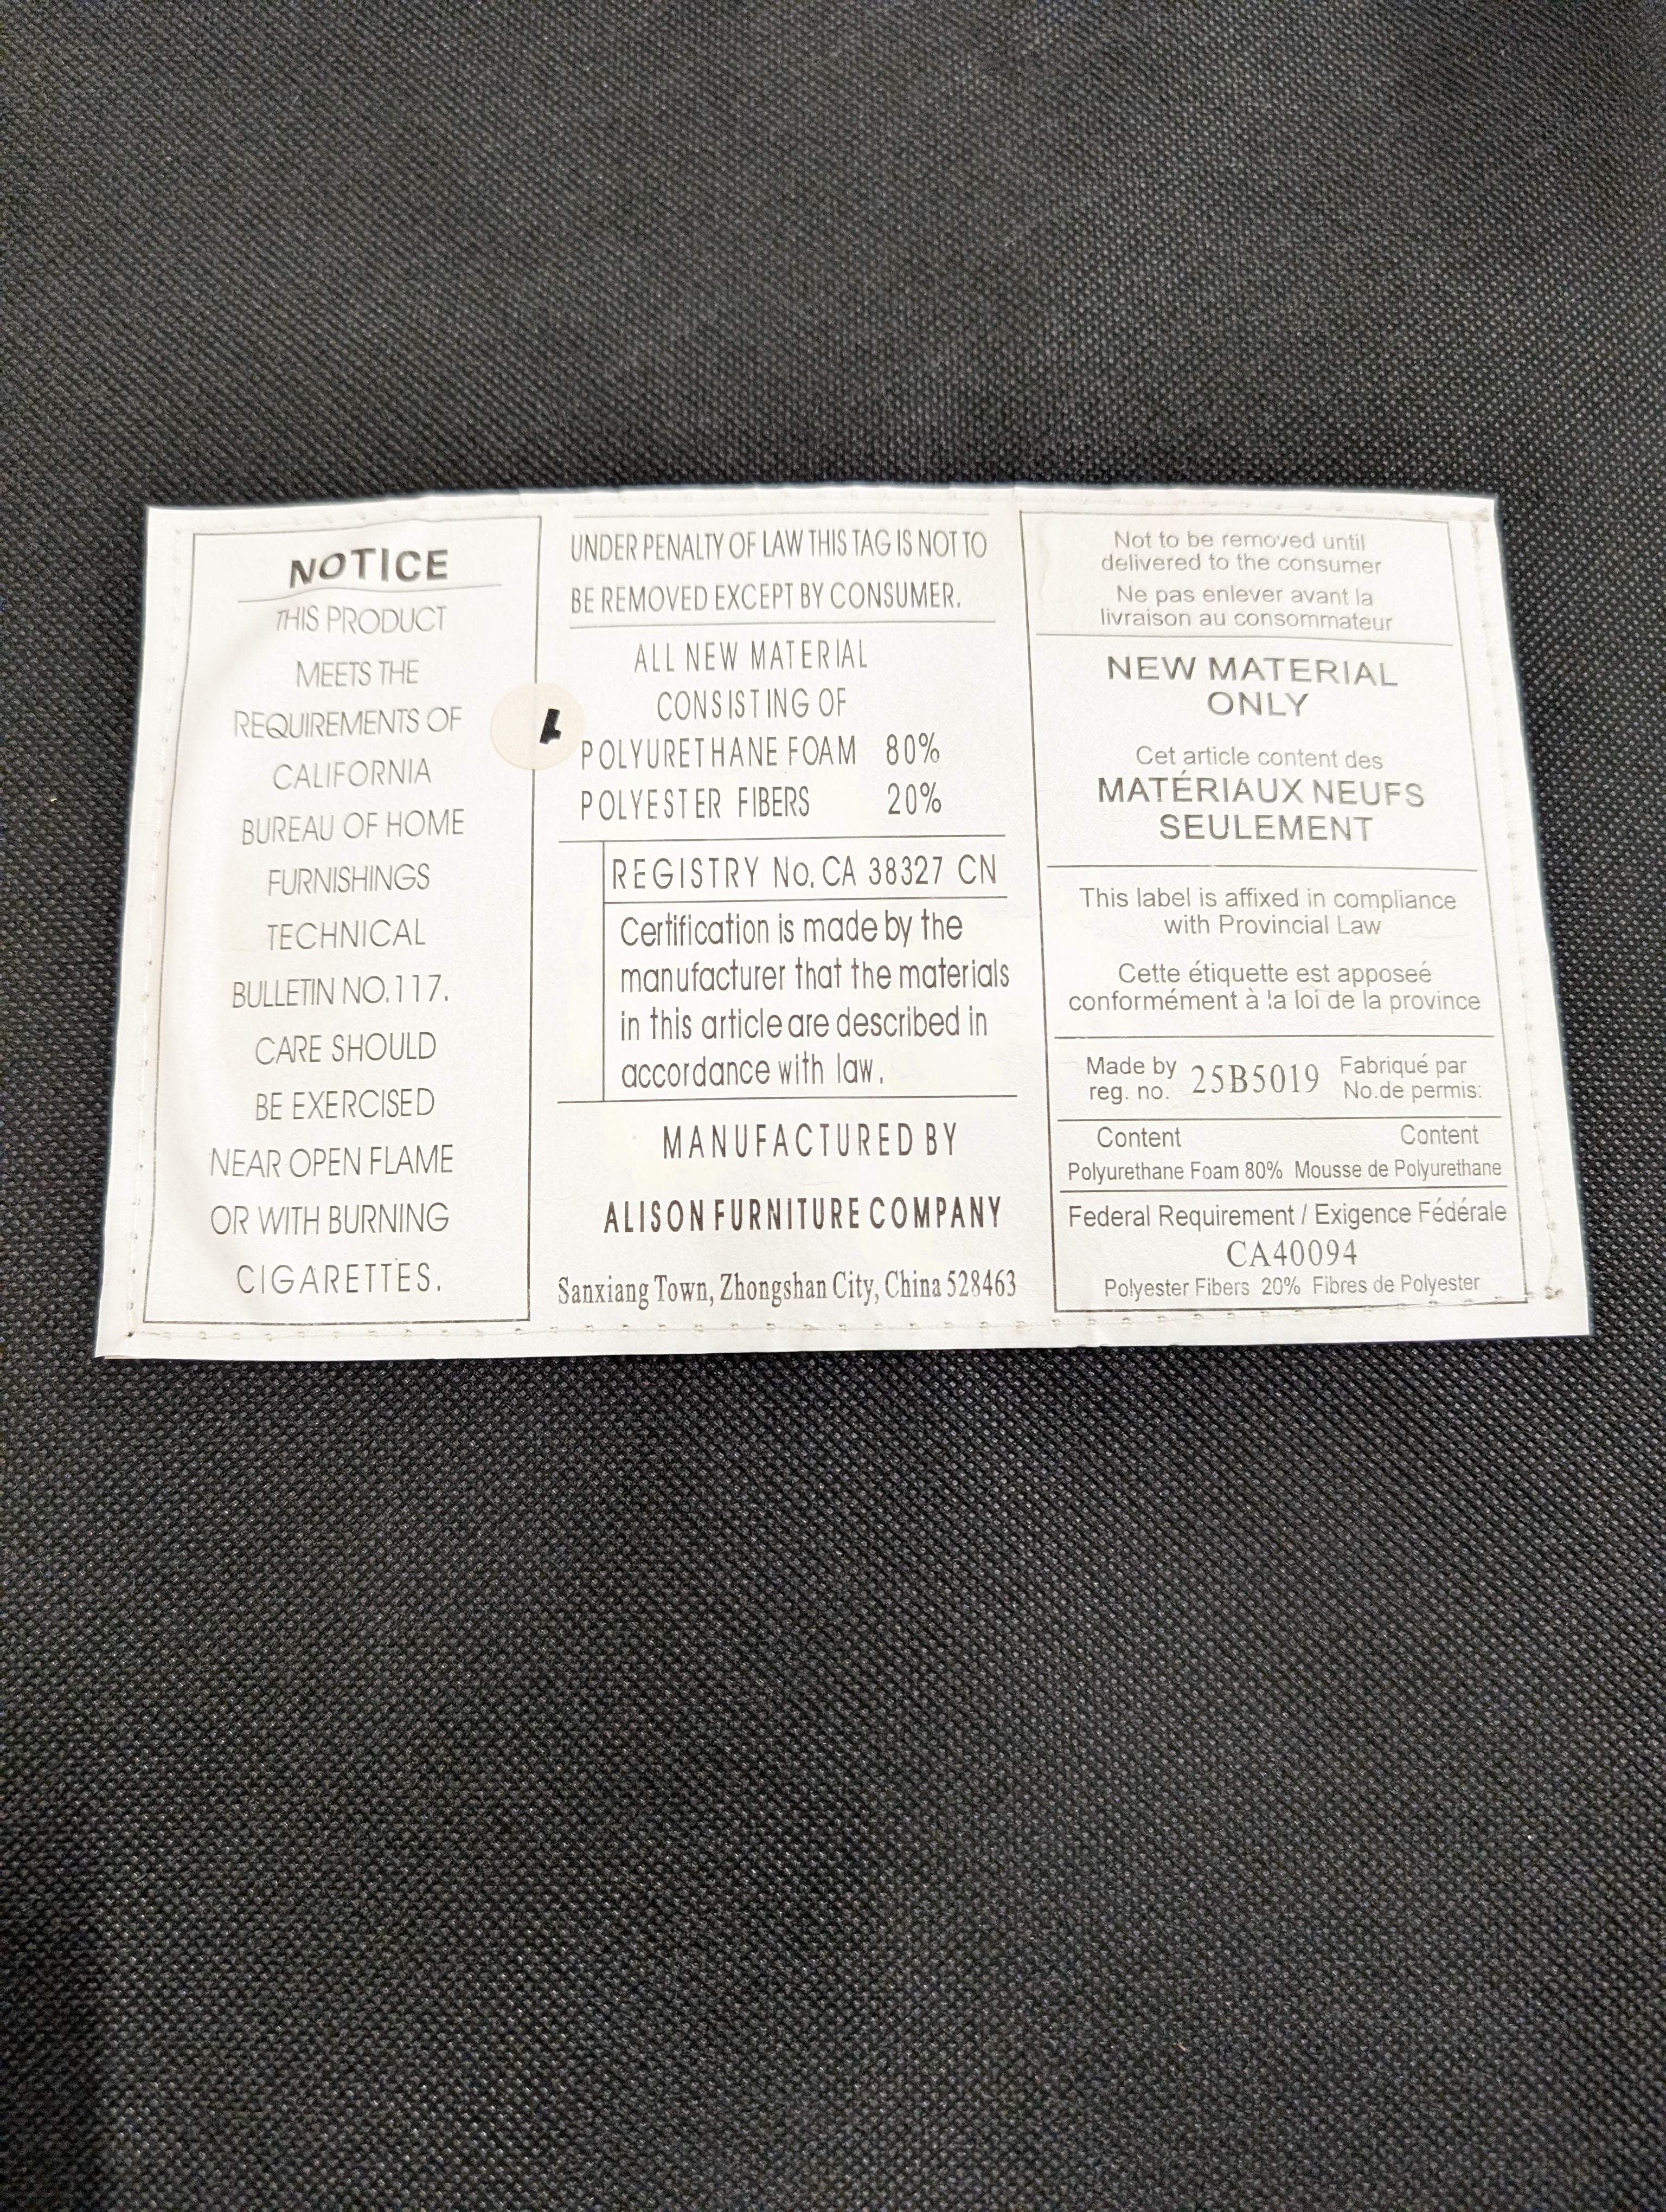 NOTICE
THIS PRODUCT
MEETS THE
REQUIREMENTS OF
CALIFORNIA
BUREAU OF HOME
FURNISHINGS
TECHNICAL
BULLETIN NO.117.
CARE SHOULD
BE EXERCISED
NEAR OPEN FLAME
OR WITH BURNING
CIGARETTES.
1
UNDER PENALTY OF LAW THIS TAG IS NOT TO
BE REMOVED EXCEPT BY CONSUMER.
ALL NEW MATERIAL
CONSISTING OF
POLYURETHANE FOAM 80%
POLYESTER FIBERS 20%
REGISTRY No. CA 38327 CN
Certification is made by the
manufacturer that the materials
in this article are described in
accordance with law.
MANUFACTURED BY
ALISON FURNITURE COMPANY
Sanxiang Town, Zhongshan City, China 528463
Not to be removed until
delivered to the consumer
Ne pas enlever avant la
livraison au consommateur
NEW MATERIAL
ONLY
Cet article content des
MATÉRIAUX NEUFS
SEULEMENT
This label is affixed in compliance
with Provincial Law
Cette étiquette est apposeé
conformément à la loi de la province
Made by reg. no. 25B5019 Fabriqué par No.de permis:
Content Content
Polyurethane Foam 80% Mousse de Polyurethane
Federal Requirement / Exigence Fédérale
CA40094
Polyester Fibers 20% Fibres de Polyester